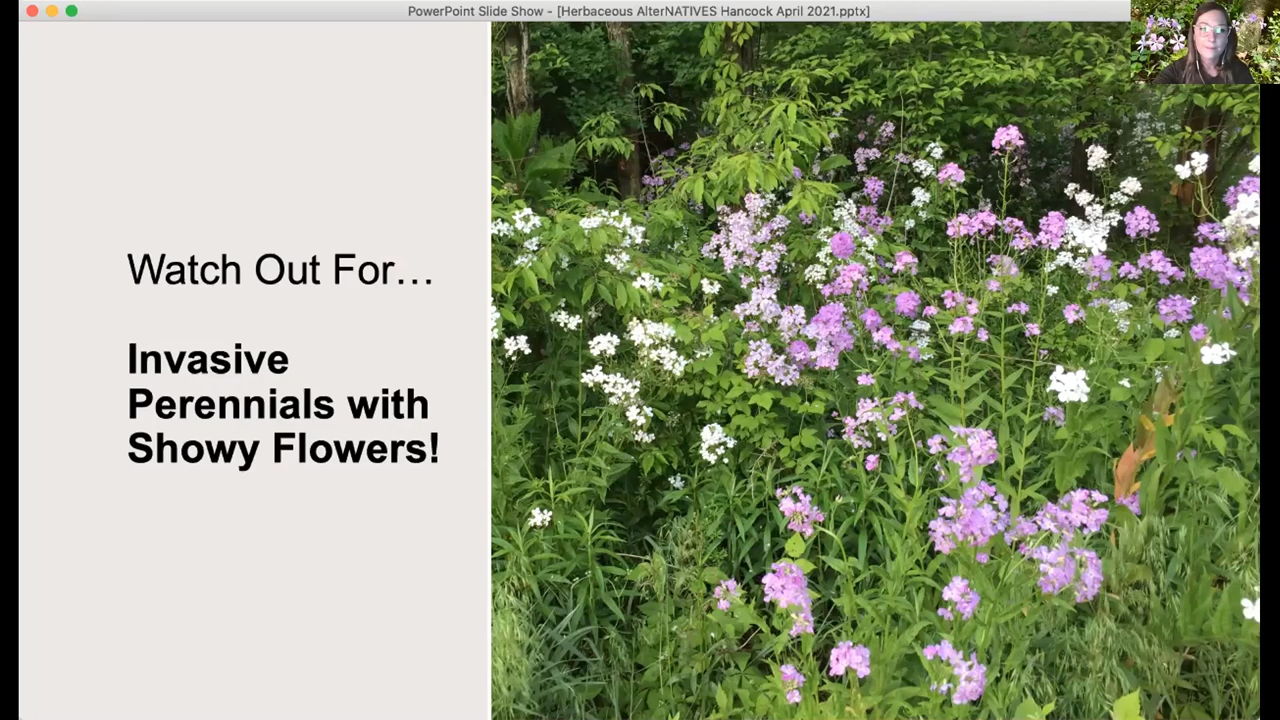 PowerPoint Slide Show - [Herbaceous AlterNATIVES Hancock April 2021.pptx]
Watch Out For…
Invasive
Perennials with
Showy Flowers!